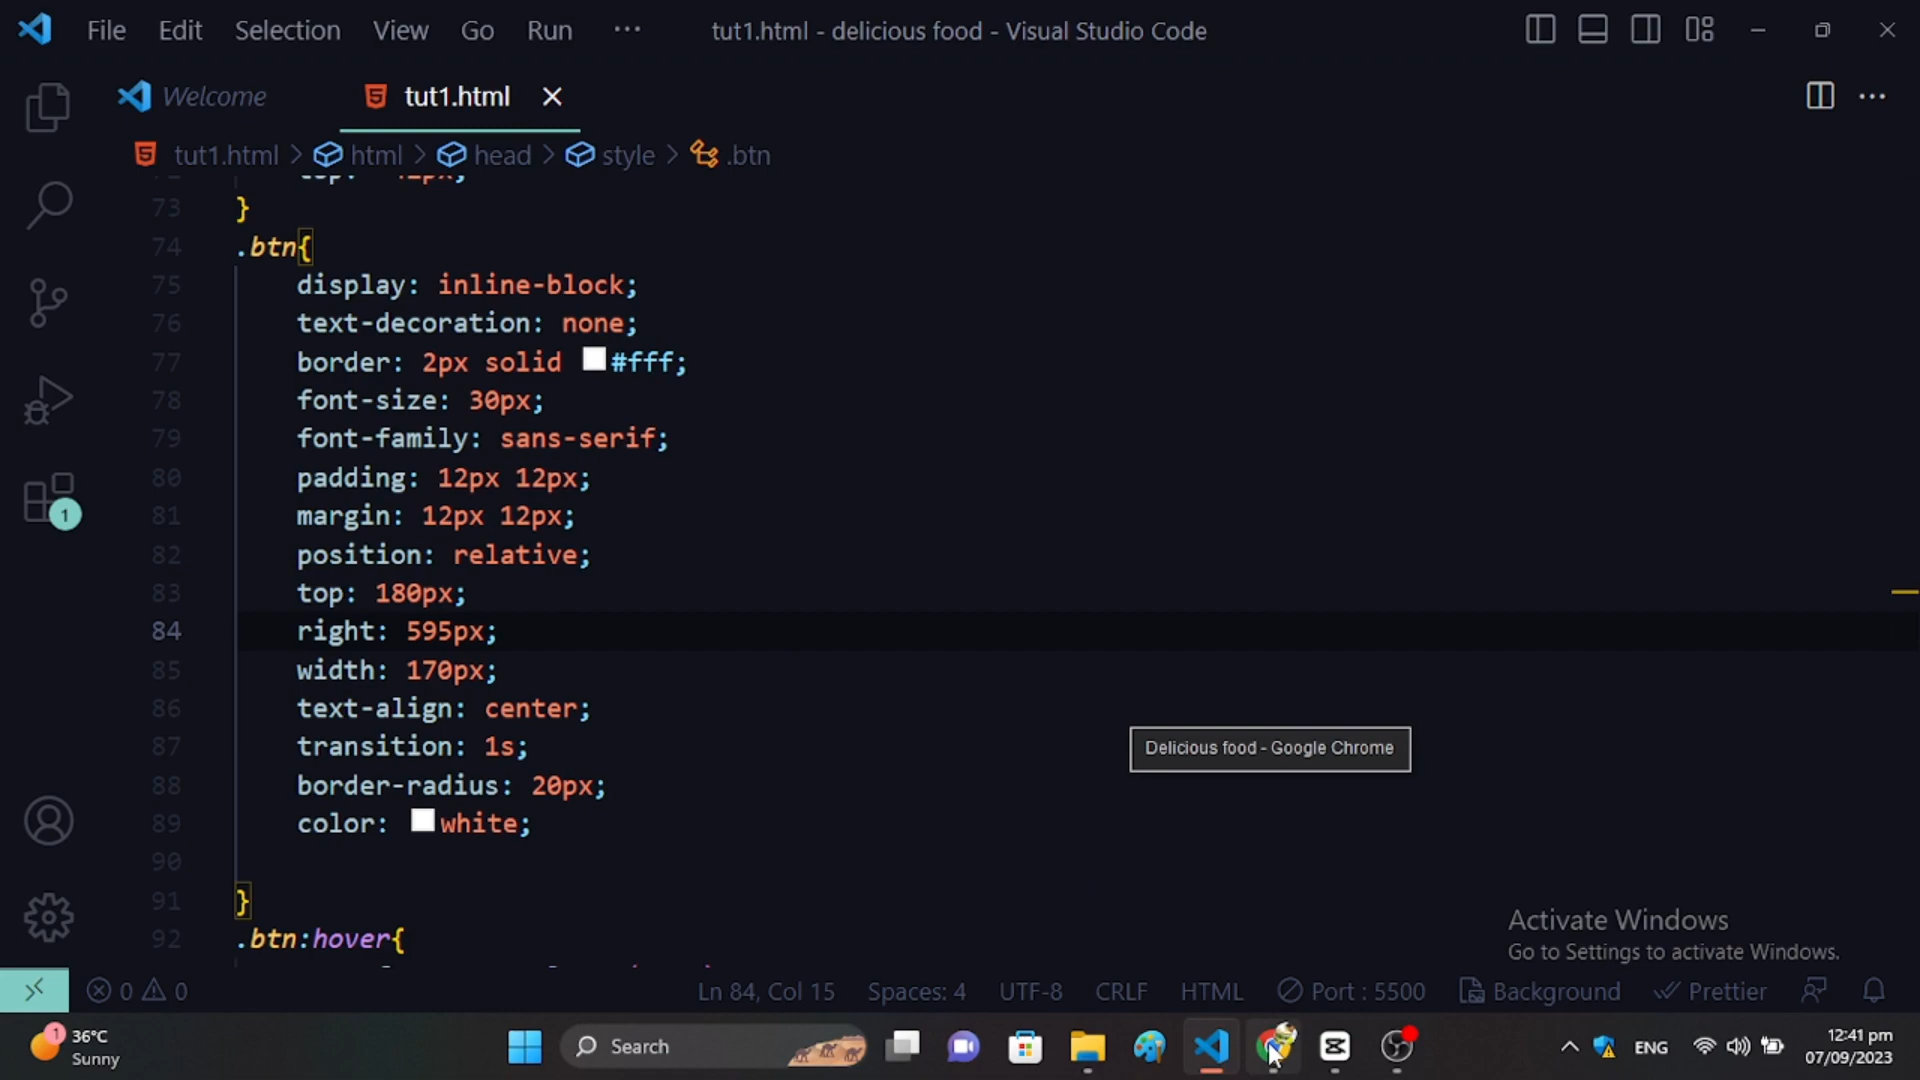 File Edit Selection View Go Run ···
tut1.html - delicious food - Visual Studio Code
Welcome
tut1.html
tut1.html > html > head > style > .btn
73 }
74 .btn{
75 display: inline-block;
76 text-decoration: none;
77 border: 2px solid #fff;
78 font-size: 30px;
79 font-family: sans-serif;
80 padding: 12px 12px;
81 margin: 12px 12px;
82 position: relative;
83 top: 180px;
84 right: 595px;
85 width: 170px;
86 text-align: center;
87 transition: 1s;
88 border-radius: 20px;
89 color: white;
90
91 }
92 .btn:hover{
1
Delicious food - Google Chrome
Activate Windows
Go to Settings to activate Windows.
0 0 Ln 84, Col 15 Spaces: 4 UTF-8 CRLF HTML Port : 5500 Background Prettier
1
36°C
Sunny
Search
ENG
12:41 pm
07/09/2023